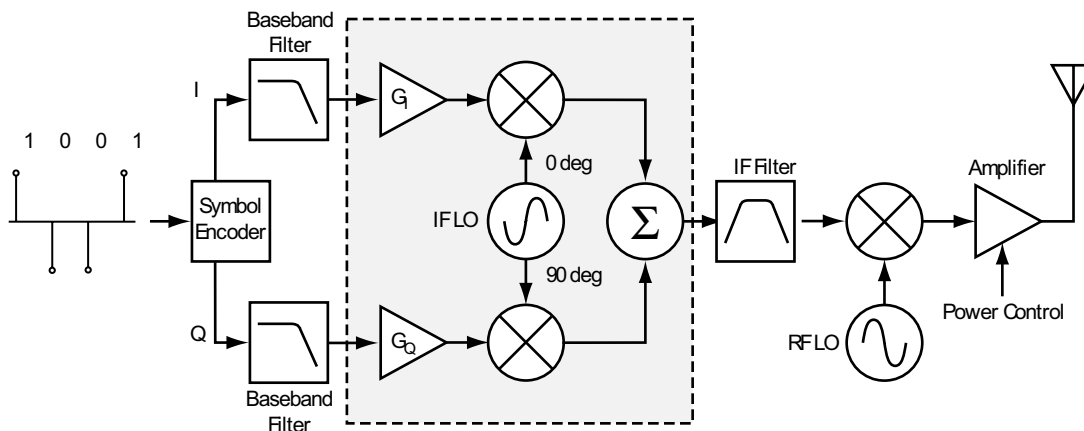 Baseband
Filter
I
G_I
1 0 0 1
0 deg
IF Filter
Amplifier
Symbol
Encoder
IF LO
Σ
90 deg
Power Control
Q
G_Q
RF LO
Baseband
Filter